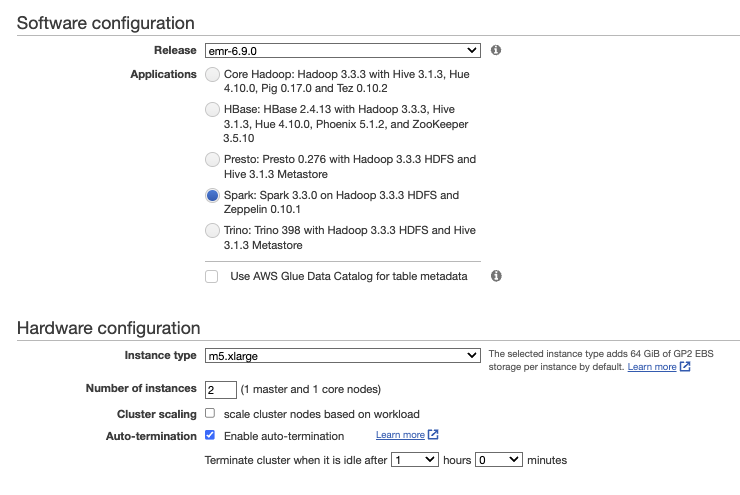 Software configuration
Release emr-6.9.0
Applications Core Hadoop: Hadoop 3.3.3 with Hive 3.1.3, Hue
4.10.0, Pig 0.17.0 and Tez 0.10.2
HBase: HBase 2.4.13 with Hadoop 3.3.3, Hive
3.1.3, Hue 4.10.0, Phoenix 5.1.2, and ZooKeeper
3.5.10
Presto: Presto 0.276 with Hadoop 3.3.3 HDFS and
Hive 3.1.3 Metastore
Spark: Spark 3.3.0 on Hadoop 3.3.3 HDFS and
Zeppelin 0.10.1
Trino: Trino 398 with Hadoop 3.3.3 HDFS and Hive
3.1.3 Metastore
Use AWS Glue Data Catalog for table metadata
Hardware configuration
Instance type m5.xlarge
The selected instance type adds 64 GiB of GP2 EBS
storage per instance by default. Learn more
Number of instances 2 (1 master and 1 core nodes)
Cluster scaling scale cluster nodes based on workload
Auto-termination Enable auto-termination Learn more
Terminate cluster when it is idle after 1 hours 0 minutes